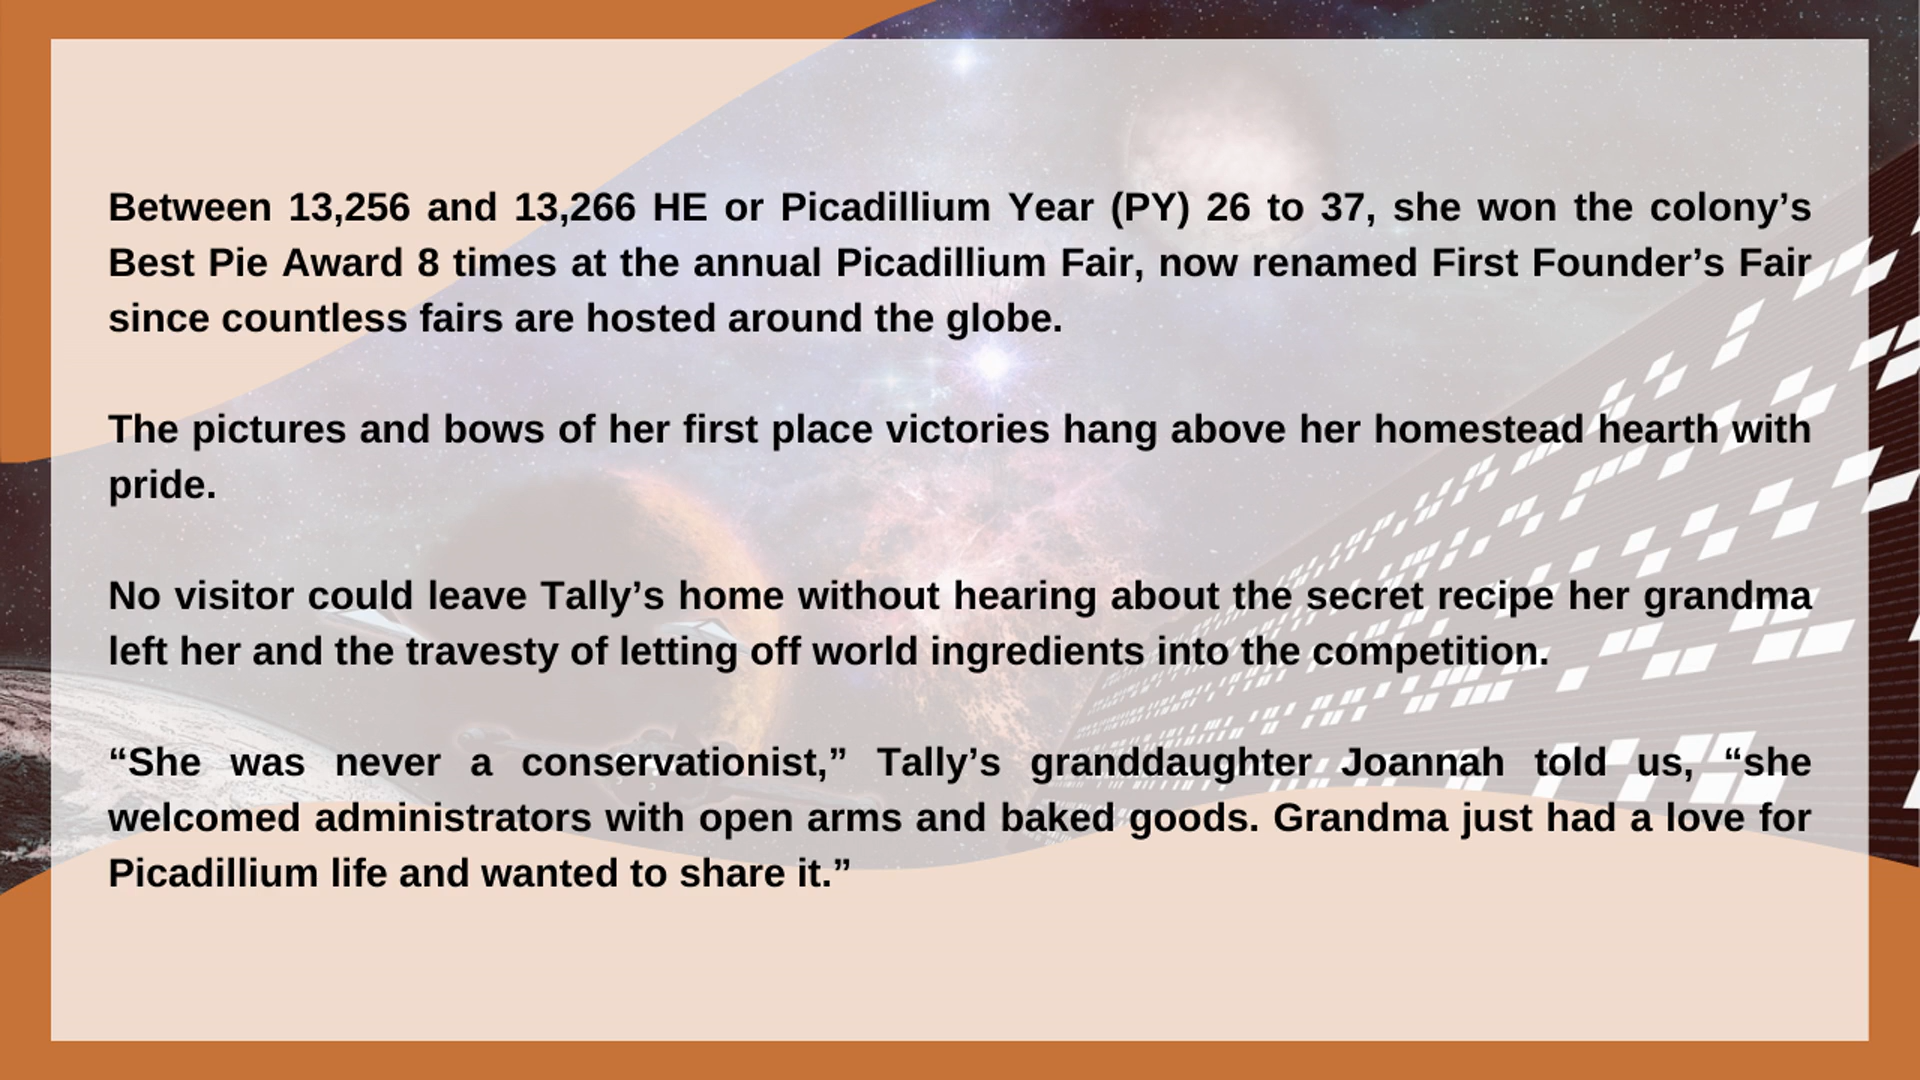 Between 13,256 and 13,266 HE or Picadillium Year (PY) 26 to 37, she won the colony’s
Best Pie Award 8 times at the annual Picadillium Fair, now renamed First Founder’s Fair
since countless fairs are hosted around the globe.
The pictures and bows of her first place victories hang above her homestead hearth with
pride.
No visitor could leave Tally’s home without hearing about the secret recipe her grandma
left her and the travesty of letting off world ingredients into the competition.
“She was never a conservationist,” Tally’s granddaughter Joannah told us, “she
welcomed administrators with open arms and baked goods. Grandma just had a love for
Picadillium life and wanted to share it.”